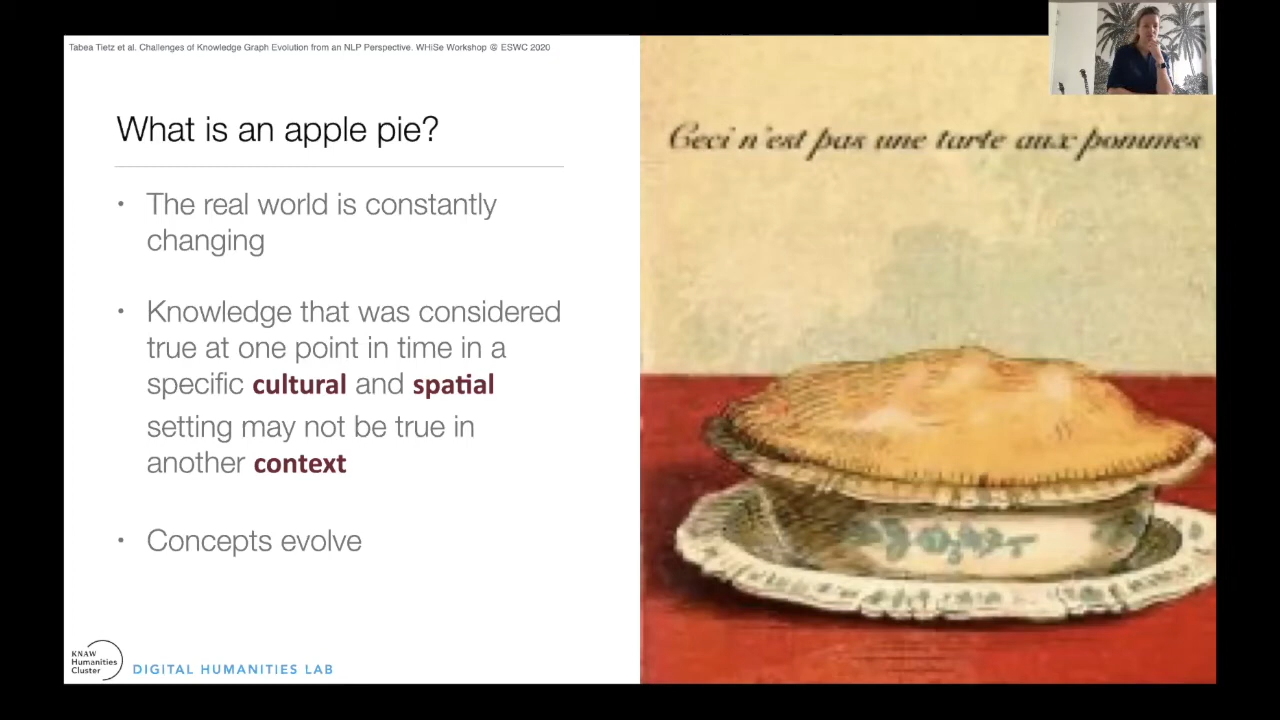 Tabea Tietz et al. Challenges of Knowledge Graph Evolution from an NLP Perspective. WHiSe Workshop @ ESWC 2020
What is an apple pie?
• The real world is constantly
changing
• Knowledge that was considered
true at one point in time in a
specific cultural and spatial
setting may not be true in
another context
• Concepts evolve
KNAW
Humanities
Cluster
DIGITAL HUMANITIES LAB
Ceci n'est pas une tarte aux pommes